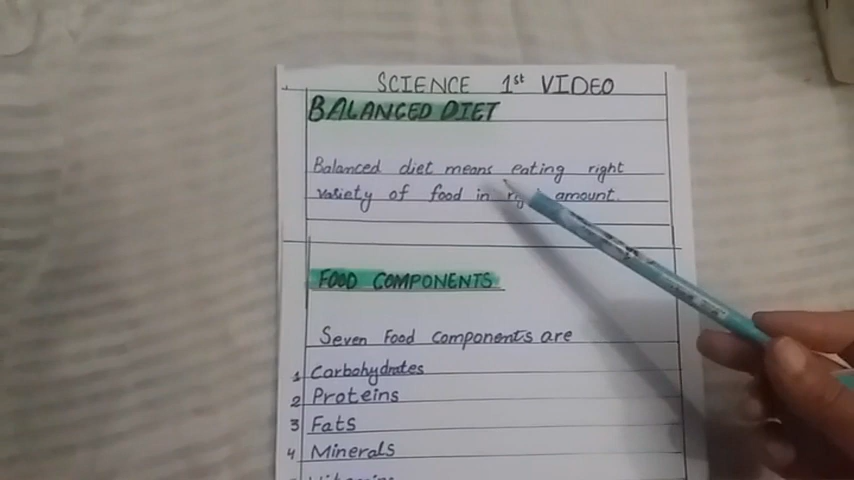 SCIENCE 1st VIDEO
BALANCED DIET
Balanced diet means eating right
variety of food in amount.
FOOD COMPONENTS
Seven Food Components are
1 Carbohydrates
2 Proteins
3 Fats
4 Minerals